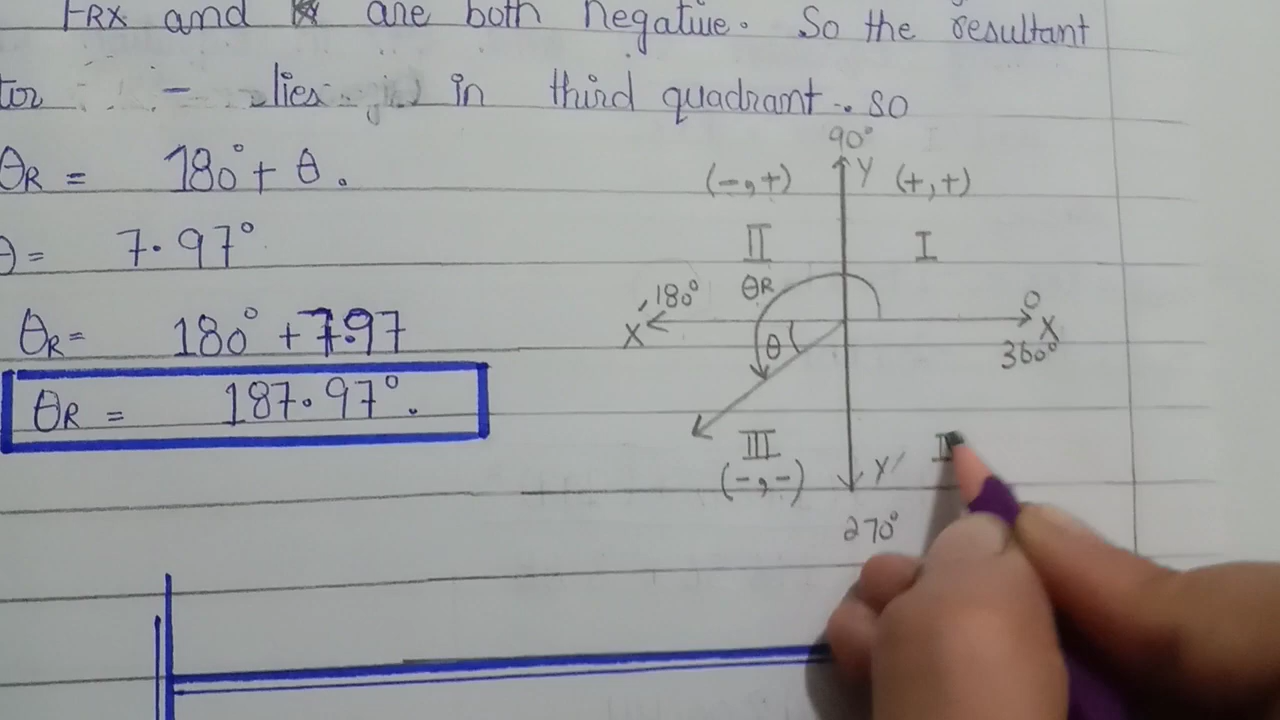 FRX and are both negative. So the resultant
tor - lies in third quadrant. so
θR = 180° + θ.
θ = 7.97°
θR = 180° + 7.97
θR = 187.97°.
90°
(-,+) Y (+,+)
II I
180° θR 0
X' θ X
360°
III Y'
(-,-)
270°